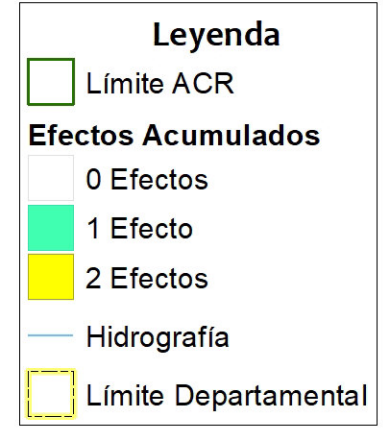 Leyenda
Límite ACR
Efectos Acumulados
0 Efectos
1 Efecto
2 Efectos
Hidrografía
Límite Departamental